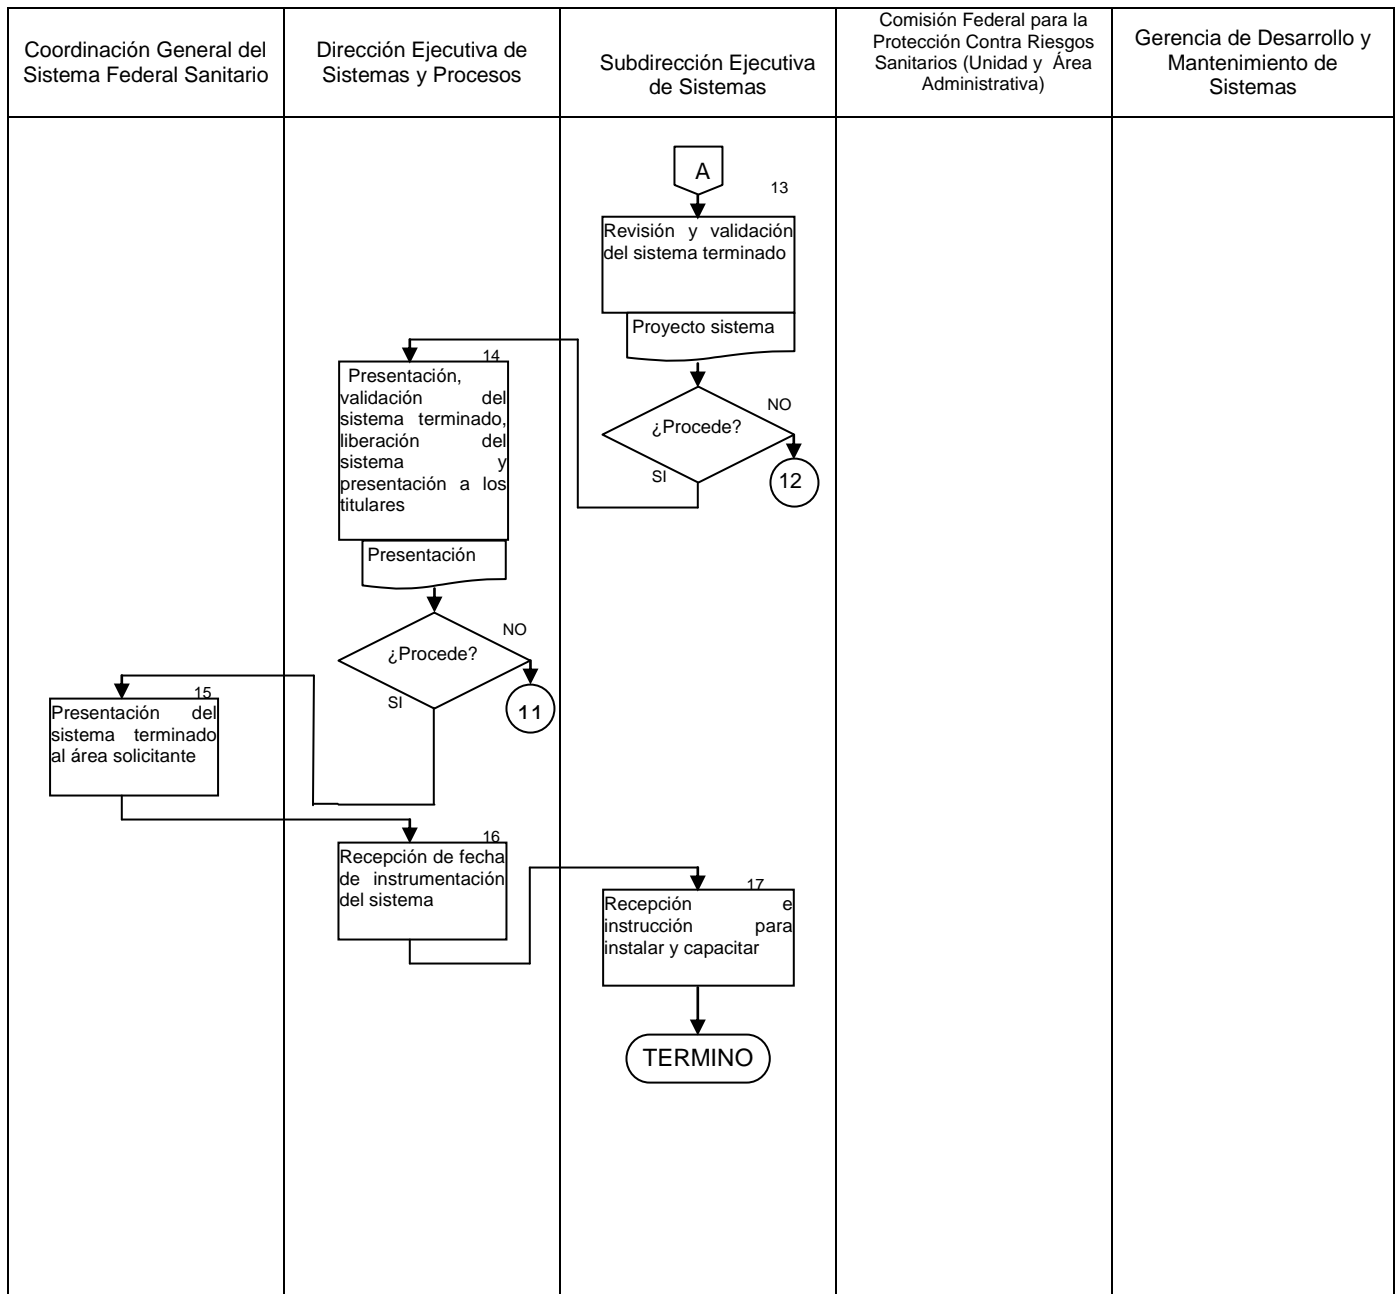 Coordinación General del
Sistema Federal Sanitario
Dirección Ejecutiva de
Sistemas y Procesos
Subdirección Ejecutiva
de Sistemas
Comisión Federal para la
Protección Contra Riesgos
Sanitarios (Unidad y Área
Administrativa)
Gerencia de Desarrollo y
Mantenimiento de
Sistemas
A
13
Revisión y validación
del sistema terminado
Proyecto sistema
¿Procede?
NO
SI
12
14
Presentación,
validación del
sistema terminado,
liberación del
sistema y
presentación a los
titulares
Presentación
¿Procede?
NO
SI
11
15
Presentación del
sistema terminado
al área solicitante
16
Recepción de fecha
de instrumentación
del sistema
17
Recepción e
instrucción para
instalar y capacitar
TERMINO